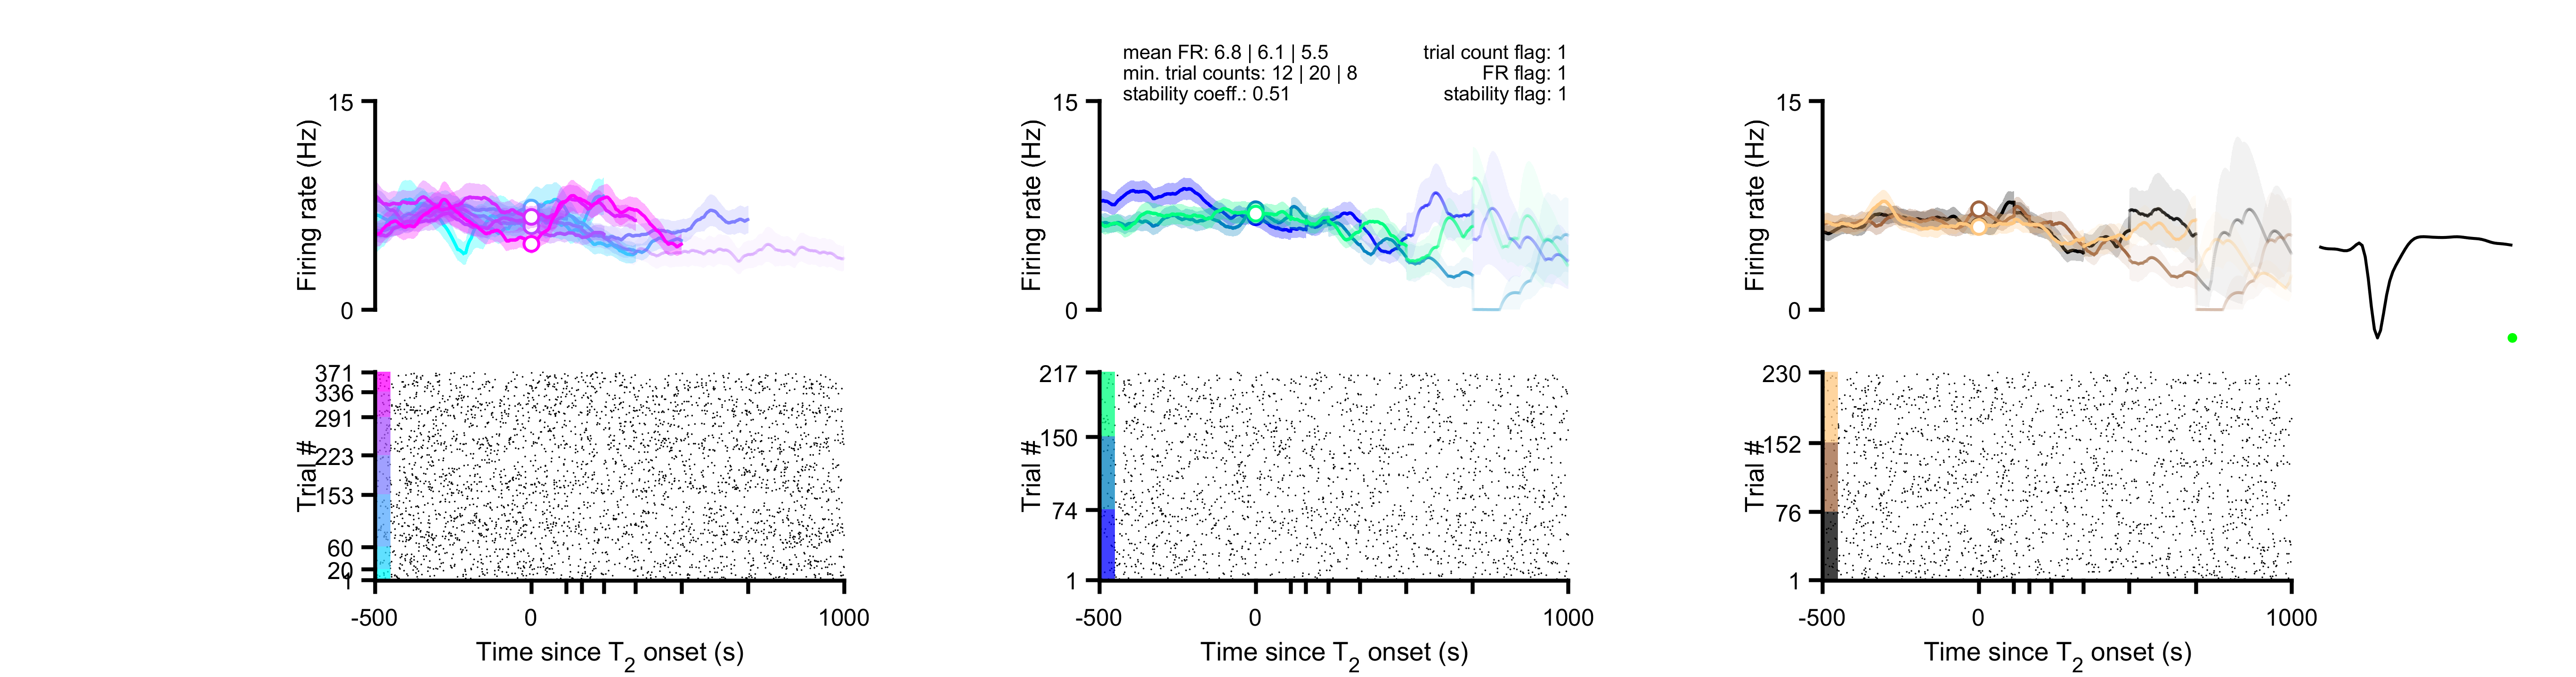 mean FR: 6.8 | 6.1 | 5.5
min. trial counts: 12 | 20 | 8
stability coeff.: 0.51
trial count flag: 1
FR flag: 1
stability flag: 1
15
Firing rate (Hz)
0
371
336
291
223
153
60
20
1
Trial #
-500
0
1000
Time since T2 onset (s)
15
Firing rate (Hz)
0
217
150
74
1
Trial #
-500
0
1000
Time since T2 onset (s)
15
Firing rate (Hz)
0
230
152
76
1
Trial #
-500
0
1000
Time since T2 onset (s)